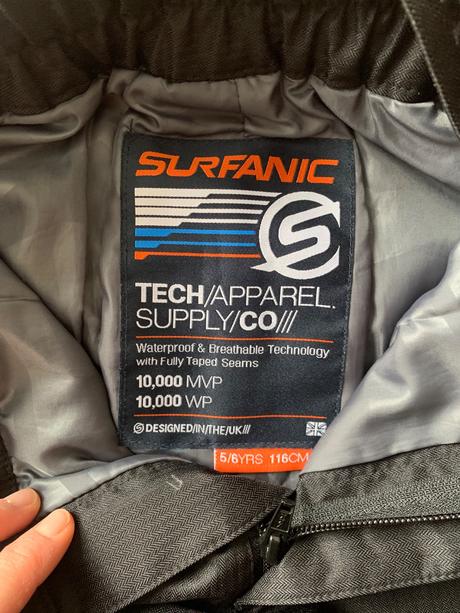 SURFANIC
S
TECH/APPAREL.
SUPPLY/CO///
Waterproof & Breathable Technology
with Fully Taped Seams
10,000 MVP
10,000 WP
S DESIGNED/IN/THE/UK///
5/6YRS 116CM